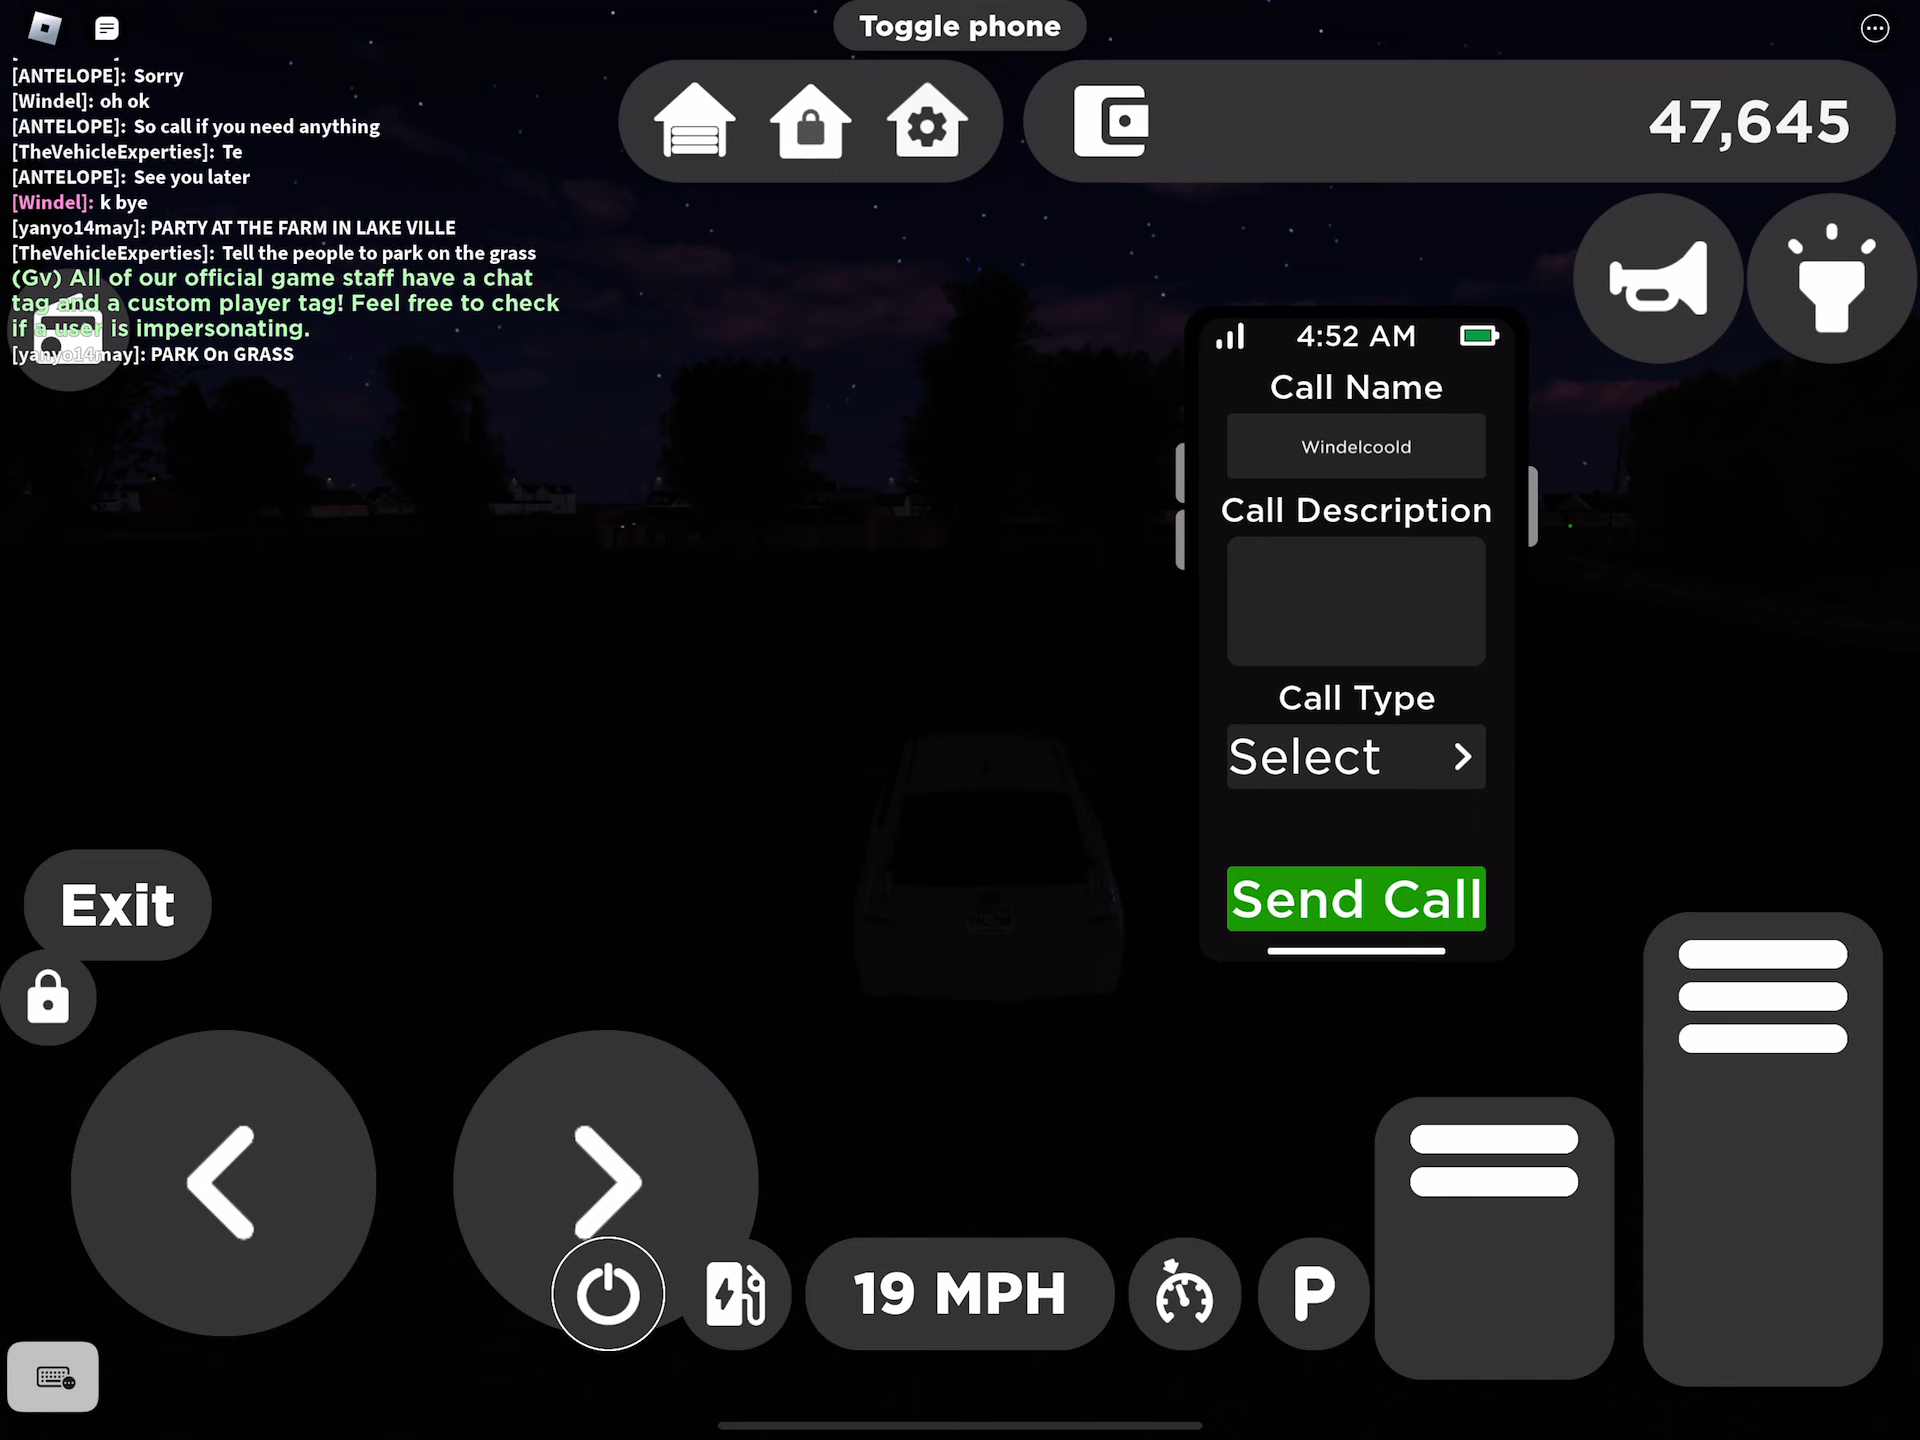 Toggle phone
[ANTELOPE]: Sorry
[Windel]: oh ok
[ANTELOPE]: So call if you need anything
[TheVehicleExperties]: Te
[ANTELOPE]: See you later
[Windel]: k bye
[yanyo14may]: PARTY AT THE FARM IN LAKE VILLE
[TheVehicleExperties]: Tell the people to park on the grass
(Gv) All of our official game staff have a chat
tag and a custom player tag! Feel free to check
if a user is impersonating.
[yanyo14may]: PARK On GRASS
47,645
4:52 AM
Call Name
Windelcoold
Call Description
Call Type
Select
Send Call
Exit
19 MPH
P